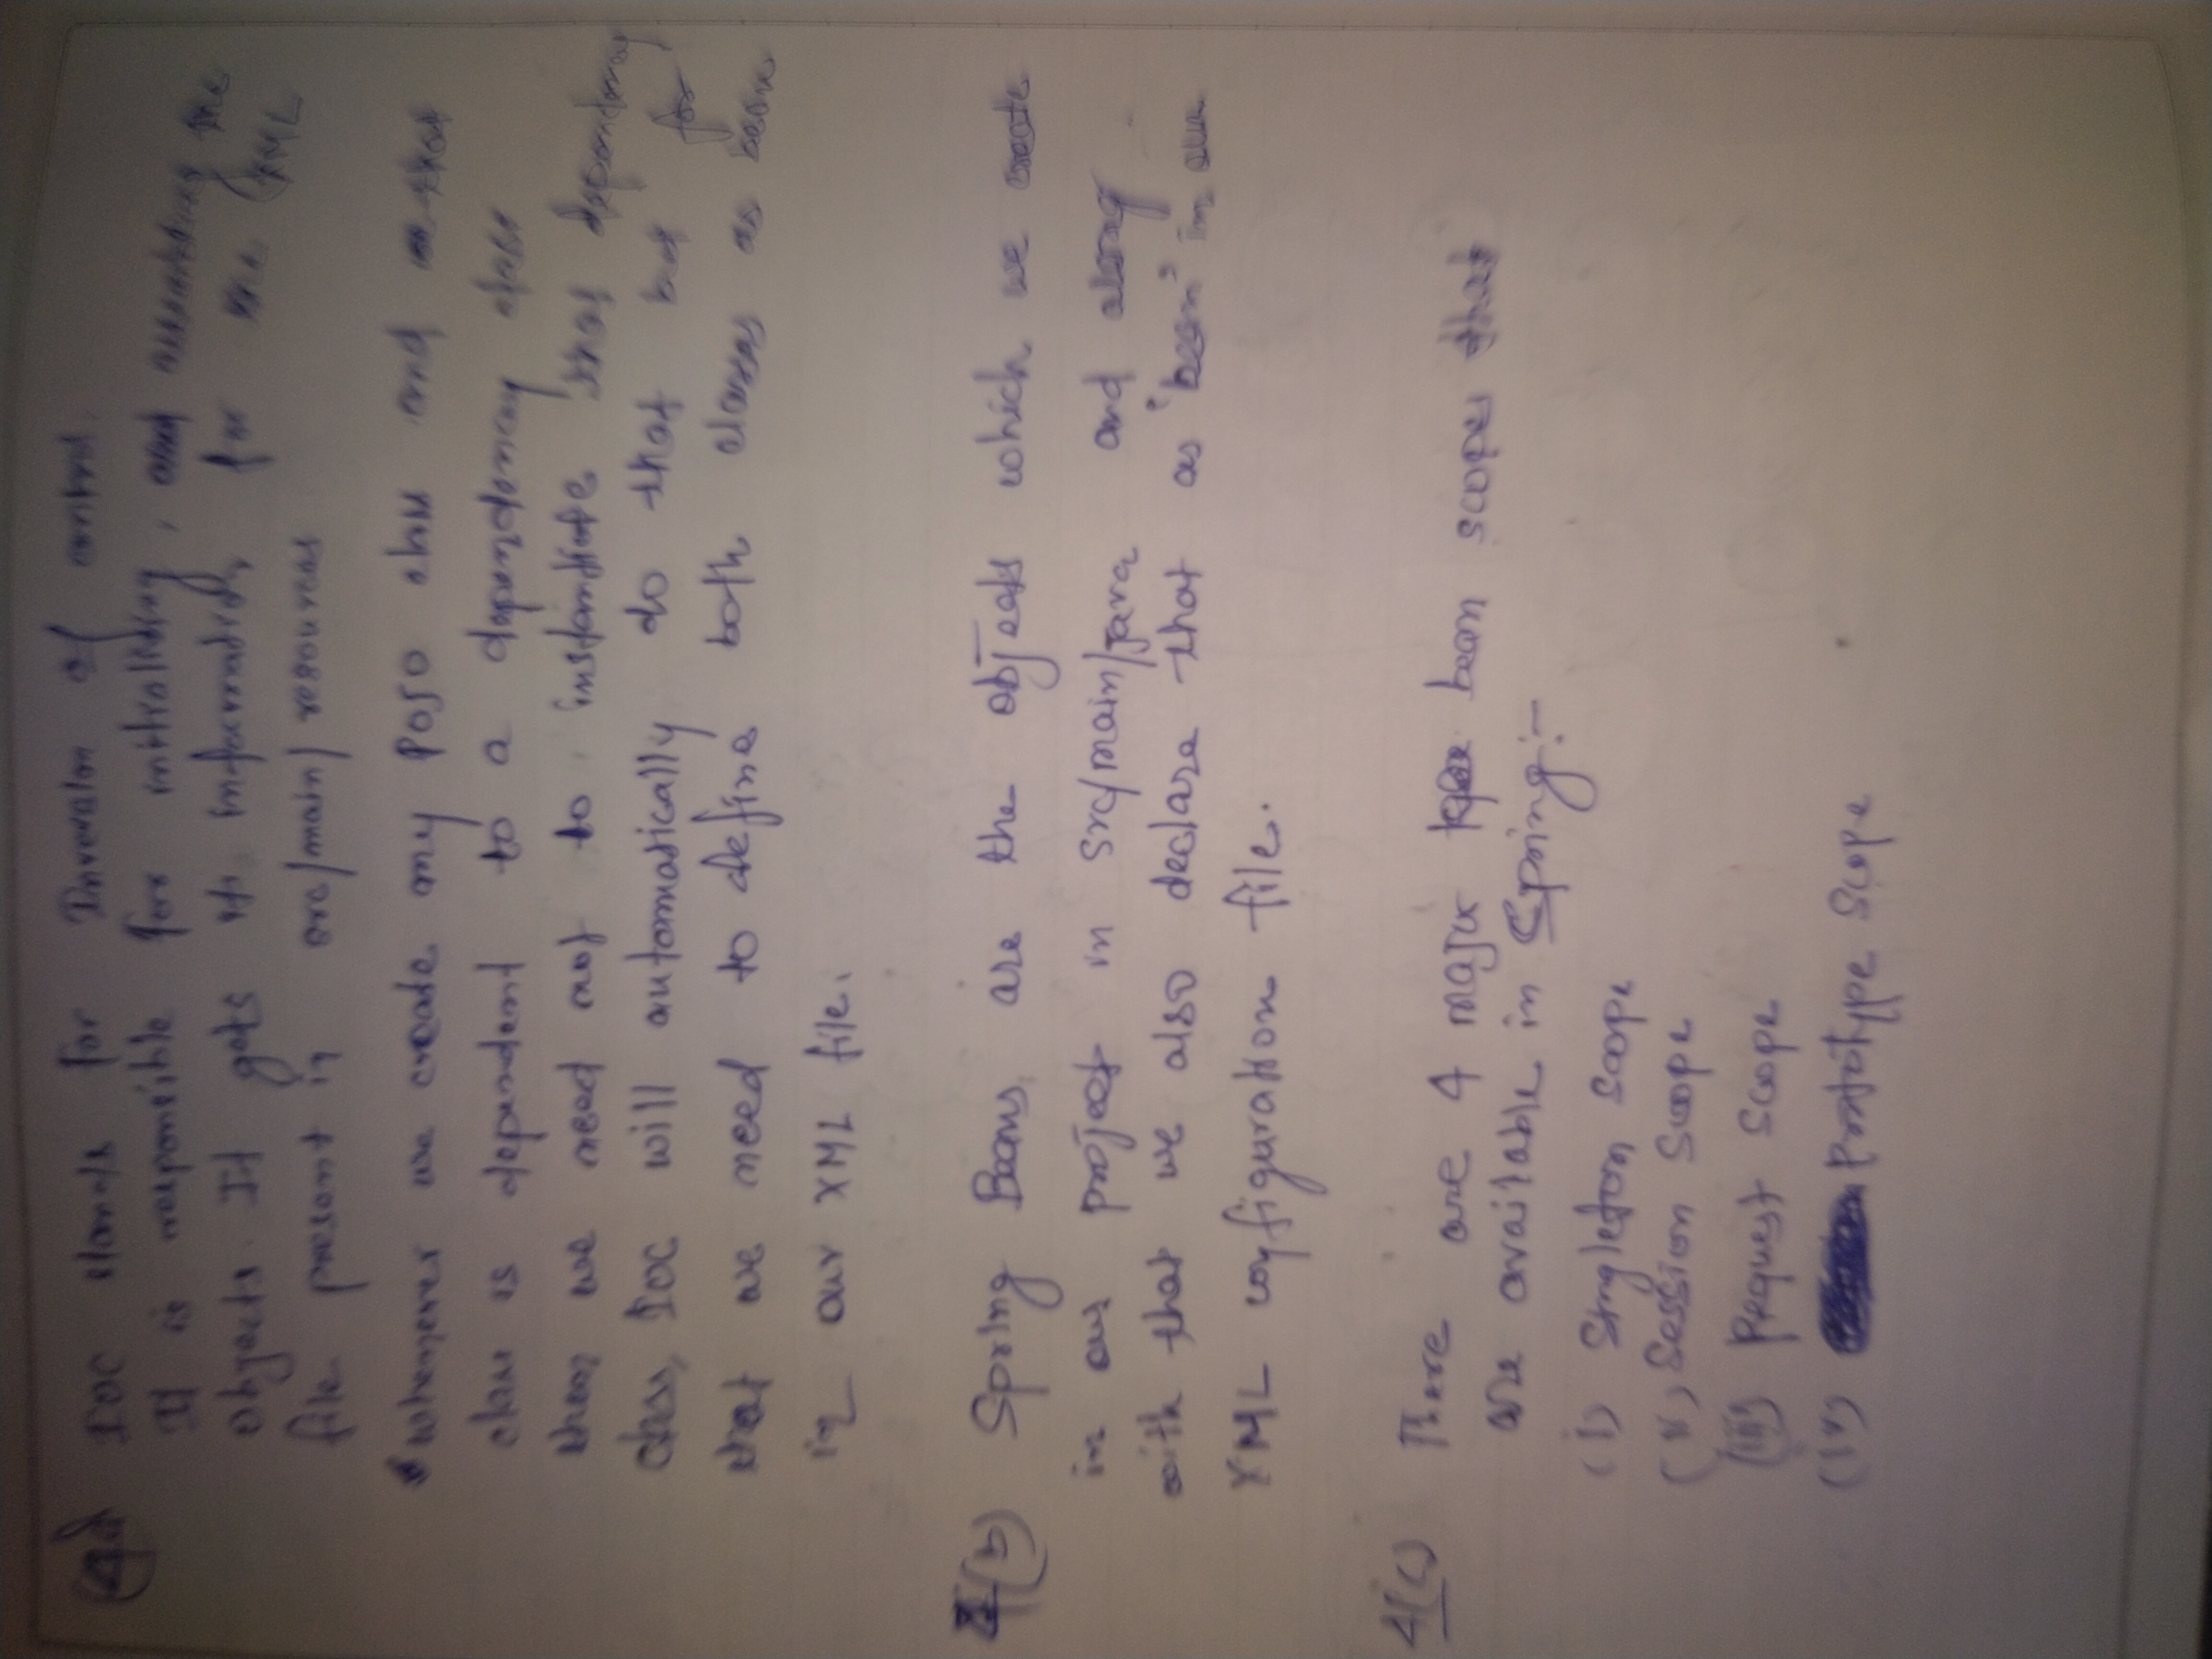 IOC stands for Inversion of control.
It is responsible for initializing, and assembling the
objects. It gets its information for the XML
file present in src/main/resources
whenever we create any POJO class and that
class is dependent to a dependency class
then we need not to instantiate that dependency
class, IOC will automatically do that but for
that we need to define both classes as bean
in our XML file.
4(b) Spring Beans are the objects which we create
in our project in src/main/java and along
with that we also declare that as 'bean' in our
XML configuration file.
4(c) There are 4 major bean scopes that
are available in Spring:-
(i) Singleton Scope
(ii) Session Scope
(iii) Request Scope
(iv) Prototype Scope